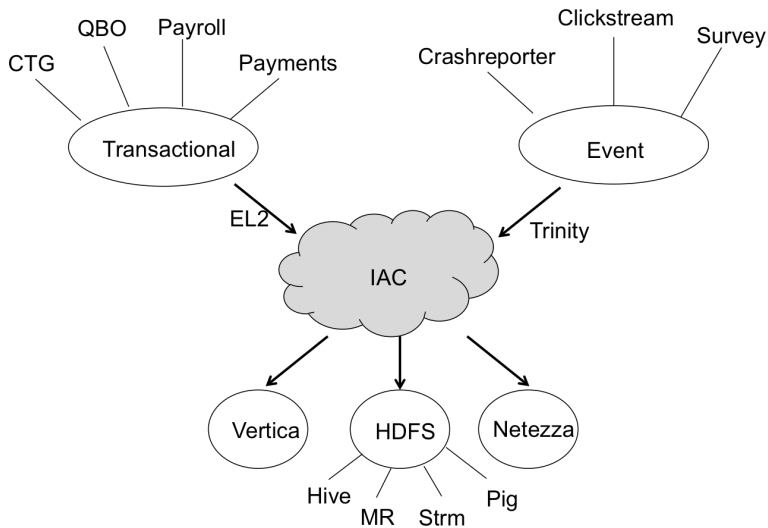 CTG
QBO
Payroll
Payments
Crashreporter
Clickstream
Survey
Transactional
Event
EL2
Trinity
IAC
Vertica
HDFS
Netezza
Hive
MR
Strm
Pig